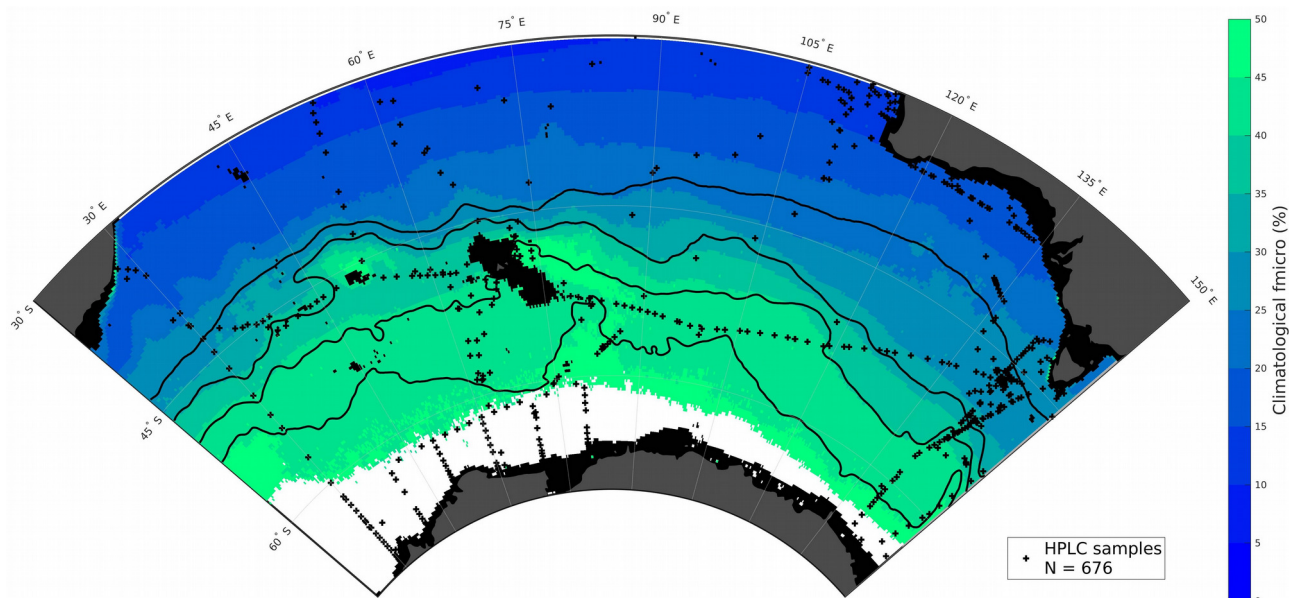 75° E
90° E
60° E
105° E
45° E
120° E
30° E
135° E
150° E
30° S
45° S
60° S
50
45
40
35
30
25
20
15
10
5
Climatological fmicro (%)
HPLC samples
N = 676